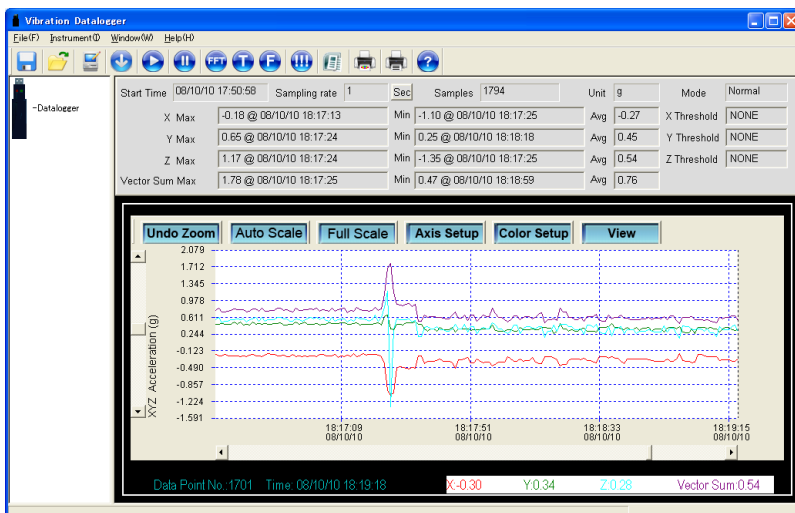 Vibration Datalogger
File(F) Instrument(I) Window(W) Help(H)
FFT T F
-Datalogger
Start Time 08/10/10 17:50:58 Sampling rate 1 Sec Samples 1794 Unit g Mode Normal
X Max -0.18 @ 08/10/10 18:17:13 Min -1.10 @ 08/10/10 18:17:25 Avg -0.27 X Threshold NONE
Y Max 0.65 @ 08/10/10 18:17:24 Min 0.25 @ 08/10/10 18:18:18 Avg 0.45 Y Threshold NONE
Z Max 1.17 @ 08/10/10 18:17:24 Min -1.35 @ 08/10/10 18:17:25 Avg 0.54 Z Threshold NONE
Vector Sum Max 1.78 @ 08/10/10 18:17:25 Min 0.47 @ 08/10/10 18:18:59 Avg 0.76
Undo Zoom Auto Scale Full Scale Axis Setup Color Setup View
XYZ Acceleration (g)
2.079
1.712
1.345
0.978
0.611
0.244
-0.123
-0.490
-0.857
-1.224
-1.591
18:17:09 18:17:51 18:18:33 18:19:15
08/10/10 08/10/10 08/10/10 08/10/10
Data Point No.:1701 Time: 08/10/10 18:19:18 X:-0.30 Y:0.34 Z:0.28 Vector Sum:0.54